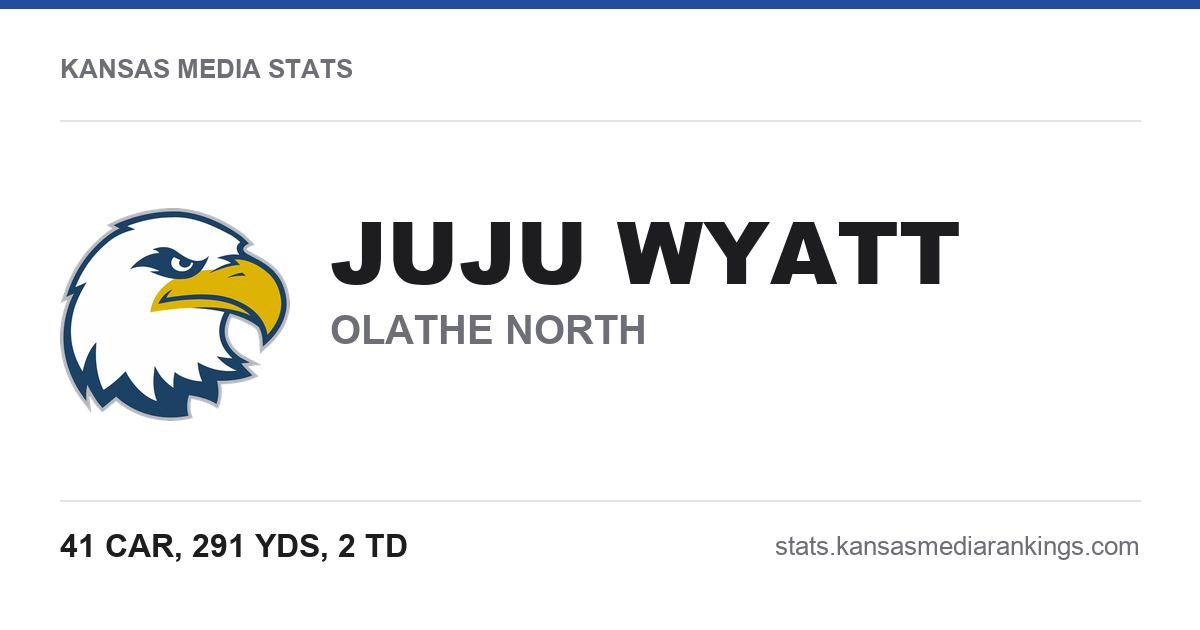 KANSAS MEDIA STATS
JUJU WYATT
OLATHE NORTH
41 CAR, 291 YDS, 2 TD
stats.kansasmediarankings.com